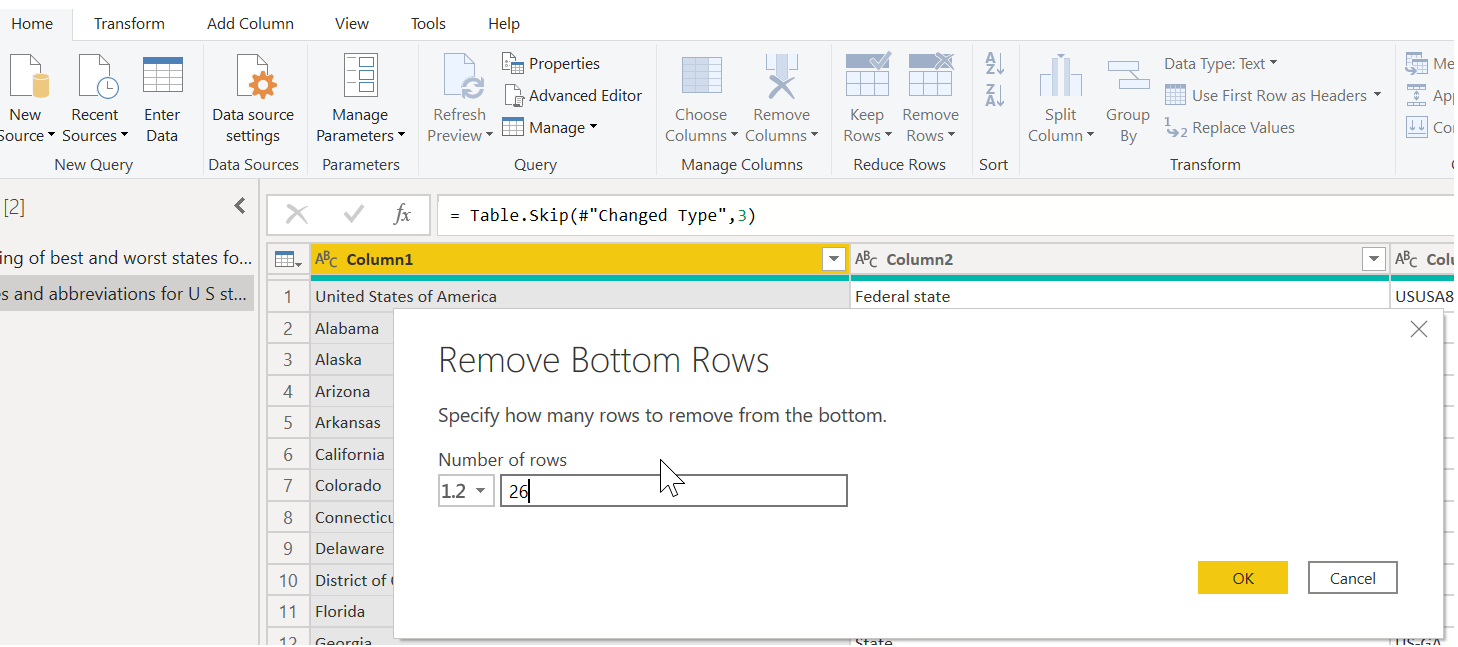 Home Transform Add Column View Tools Help
New Source Recent Sources Enter Data
New Query
Data source settings
Data Sources
Manage Parameters
Parameters
Refresh Preview
Properties
Advanced Editor
Manage
Query
Choose Columns Remove Columns
Manage Columns
Keep Rows Remove Rows
Reduce Rows
A Z
Z A
Sort
Split Column Group By
Data Type: Text
Use First Row as Headers
1 2 Replace Values
Transform
Me
App
Co
[2]
ing of best and worst states fo...
s and abbreviations for U S st...
fx = Table.Skip(#"Changed Type",3)
ABC Column1 ABC Column2 ABC Colu
1 United States of America Federal state USUSA8
2 Alabama
3 Alaska
4 Arizona
5 Arkansas
6 California
7 Colorado
8 Connecticu
9 Delaware
10 District of
11 Florida
12 Georgia State US-GA
Remove Bottom Rows
Specify how many rows to remove from the bottom.
Number of rows
1.2 26
OK Cancel